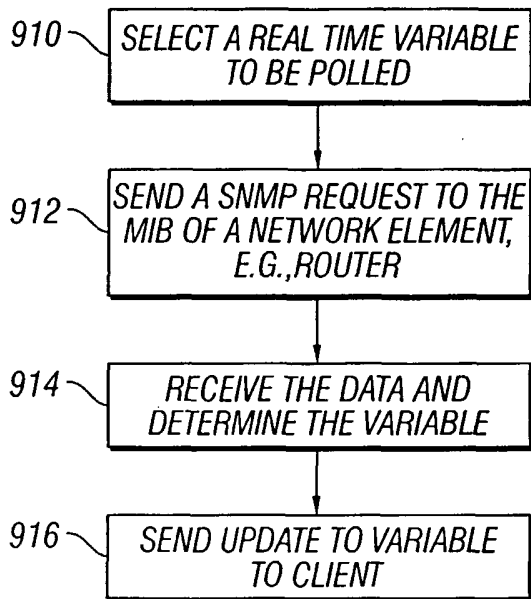 910
SELECT A REAL TIME VARIABLE
TO BE POLLED
912
SEND A SNMP REQUEST TO THE
MIB OF A NETWORK ELEMENT,
E.G.,ROUTER
914
RECEIVE THE DATA AND
DETERMINE THE VARIABLE
916
SEND UPDATE TO VARIABLE
TO CLIENT